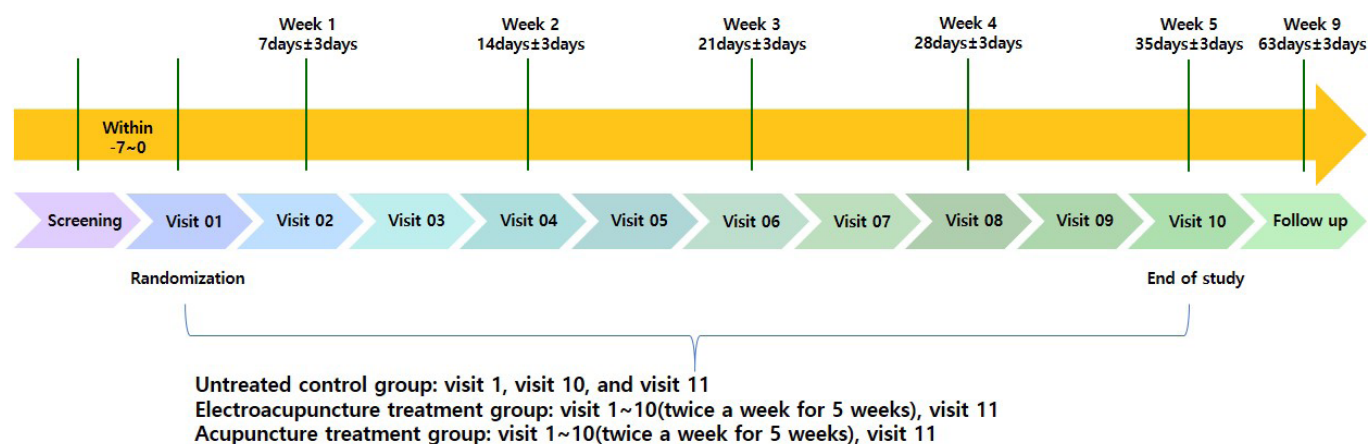 Week 1
7days±3days
Week 2
14days±3days
Week 3
21days±3days
Week 4
28days±3days
Week 5
35days±3days
Week 9
63days±3days
Within
-7~0
Screening
Visit 01
Visit 02
Visit 03
Visit 04
Visit 05
Visit 06
Visit 07
Visit 08
Visit 09
Visit 10
Follow up
Randomization
End of study
Untreated control group: visit 1, visit 10, and visit 11
Electroacupuncture treatment group: visit 1~10(twice a week for 5 weeks), visit 11
Acupuncture treatment group: visit 1~10(twice a week for 5 weeks), visit 11